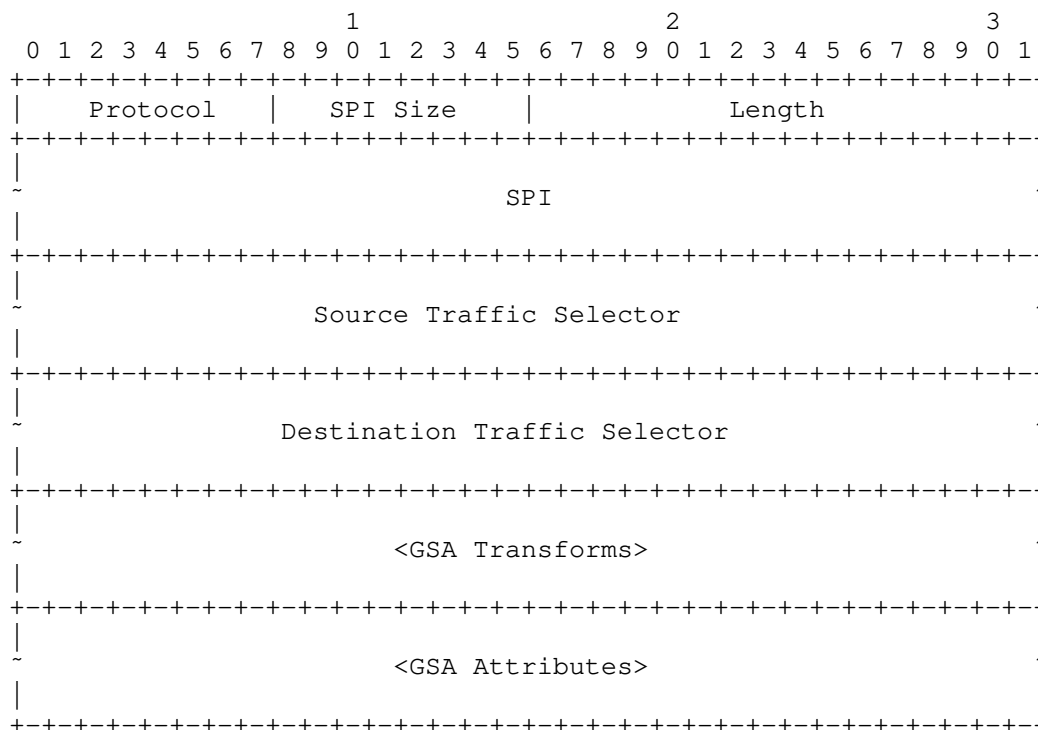 1 2 3
0 1 2 3 4 5 6 7 8 9 0 1 2 3 4 5 6 7 8 9 0 1 2 3 4 5 6 7 8 9 0 1
+-+-+-+-+-+-+-+-+-+-+-+-+-+-+-+-+-+-+-+-+-+-+-+-+-+-+-+-+-+-+-+-
| Protocol | SPI Size | Length
+-+-+-+-+-+-+-+-+-+-+-+-+-+-+-+-+-+-+-+-+-+-+-+-+-+-+-+-+-+-+-+-
|
~ SPI ~
|
+-+-+-+-+-+-+-+-+-+-+-+-+-+-+-+-+-+-+-+-+-+-+-+-+-+-+-+-+-+-+-+-
|
~ Source Traffic Selector ~
|
+-+-+-+-+-+-+-+-+-+-+-+-+-+-+-+-+-+-+-+-+-+-+-+-+-+-+-+-+-+-+-+-
|
~ Destination Traffic Selector ~
|
+-+-+-+-+-+-+-+-+-+-+-+-+-+-+-+-+-+-+-+-+-+-+-+-+-+-+-+-+-+-+-+-
|
~ <GSA Transforms> ~
|
+-+-+-+-+-+-+-+-+-+-+-+-+-+-+-+-+-+-+-+-+-+-+-+-+-+-+-+-+-+-+-+-
|
~ <GSA Attributes> ~
|
+-+-+-+-+-+-+-+-+-+-+-+-+-+-+-+-+-+-+-+-+-+-+-+-+-+-+-+-+-+-+-+-